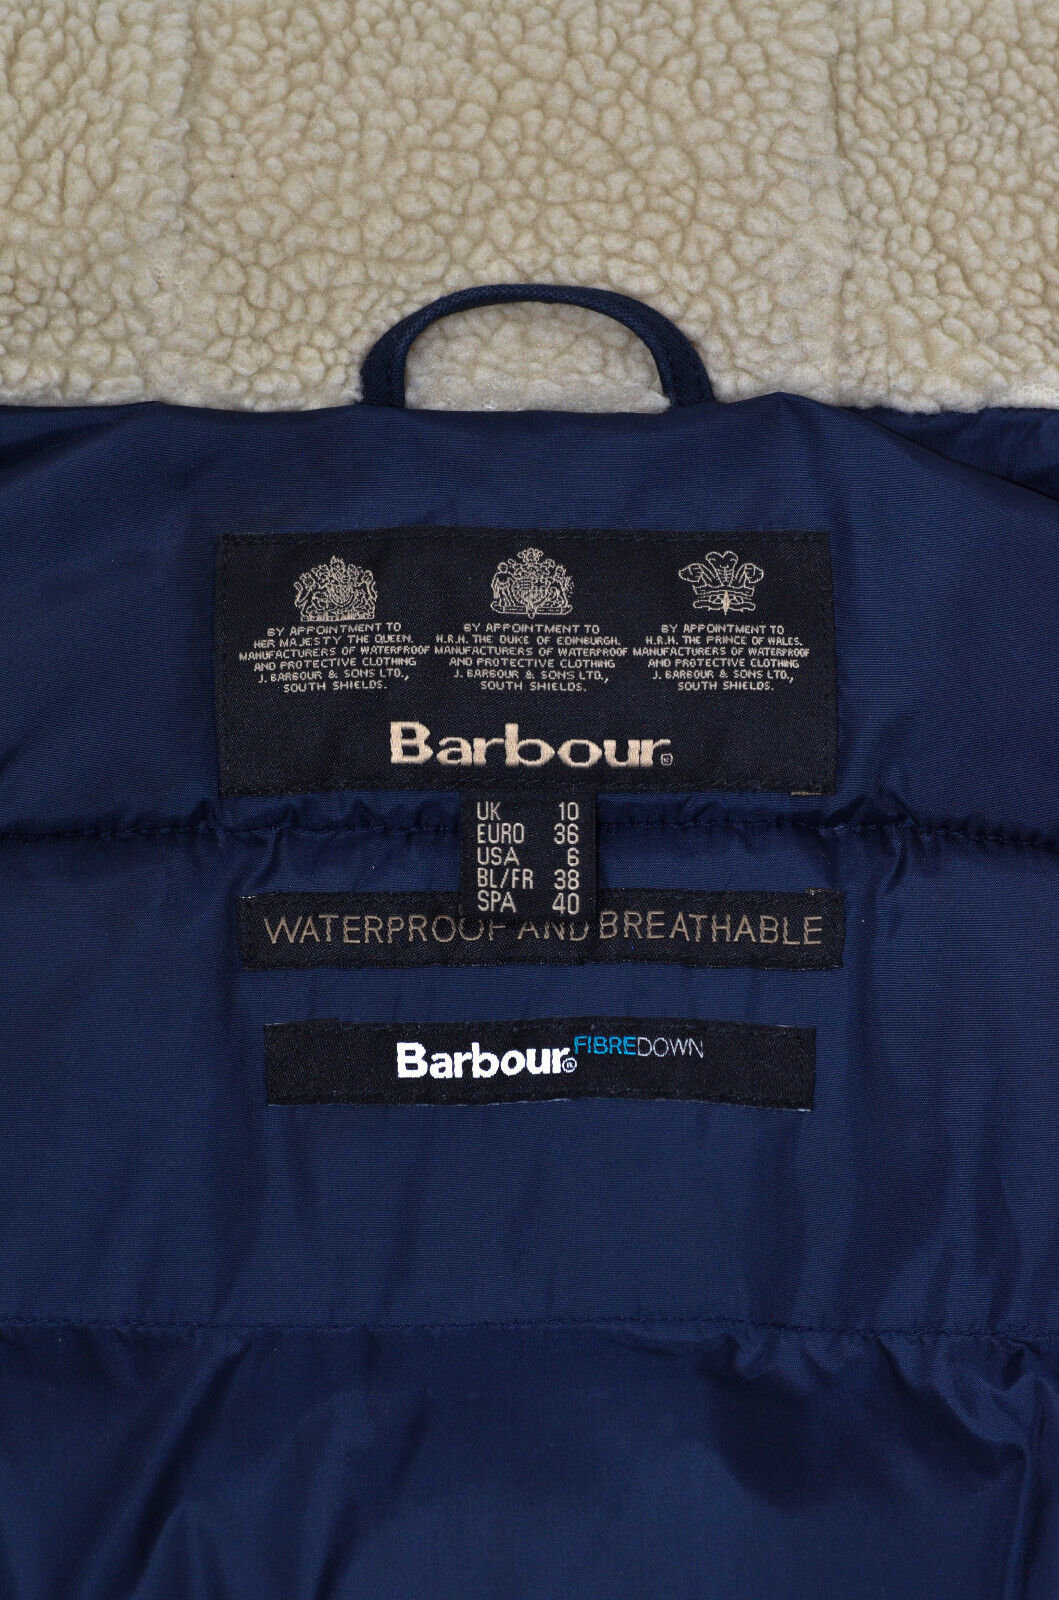 BY APPOINTMENT TO
HER MAJESTY THE QUEEN.
MANUFACTURERS OF WATERPROOF
AND PROTECTIVE CLOTHING
J. BARBOUR & SONS LTD.,
SOUTH SHIELDS.
BY APPOINTMENT TO
H.R.H. THE DUKE OF EDINBURGH.
MANUFACTURERS OF WATERPROOF
AND PROTECTIVE CLOTHING
J. BARBOUR & SONS LTD.,
SOUTH SHIELDS.
BY APPOINTMENT TO
H.R.H. THE PRINCE OF WALES.
MANUFACTURERS OF WATERPROOF
AND PROTECTIVE CLOTHING
J. BARBOUR & SONS LTD.,
SOUTH SHIELDS.
Barbour®
UK 10
EURO 36
USA 6
BL/FR 38
SPA 40
WATERPROOF AND BREATHABLE
Barbour® FIBREDOWN